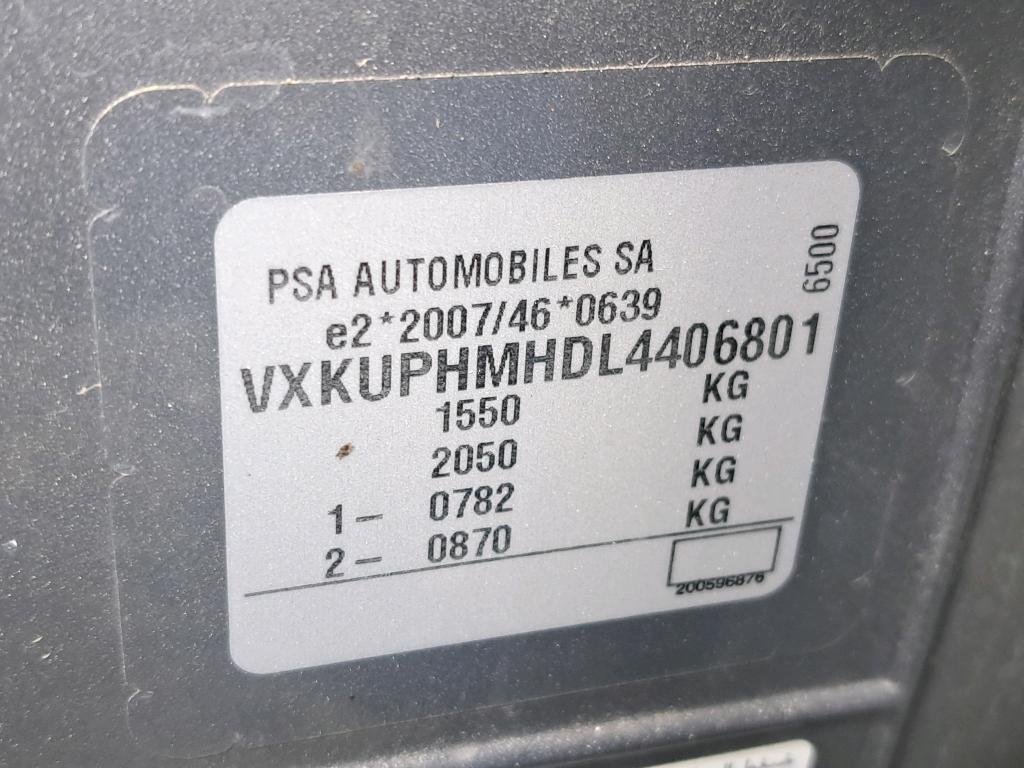 PSA AUTOMOBILES SA
6500
e2*2007/46*0639
VXKUPHMHDL4406801
1550 KG
2050 KG
1- 0782 KG
2- 0870 KG
200596876